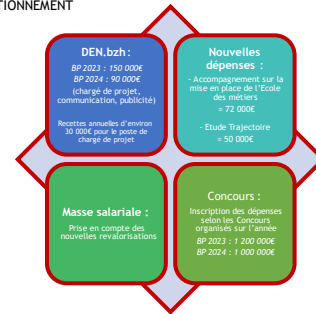 TIONNEMENT
DEN,bzh :
BP 2023 : 150 000€
BP 2024 : 90 000€
(chargé de projet,
communication, publicité)
Recettes annuelles d’environ
30 000€ pour le poste de
chargé de projet
Nouvelles
dépenses :
- Accompagnement sur la
mise en place de l’Ecole
des métiers
= 72 000€
- Etude Trajectoire
= 50 000€
Masse salariale :
Prise en compte des
nouvelles revalorisations
Concours :
Inscription des dépenses
selon les Concours
organisés sur l’année
BP 2023 : 1 200 000€
BP 2024 : 1 000 000€